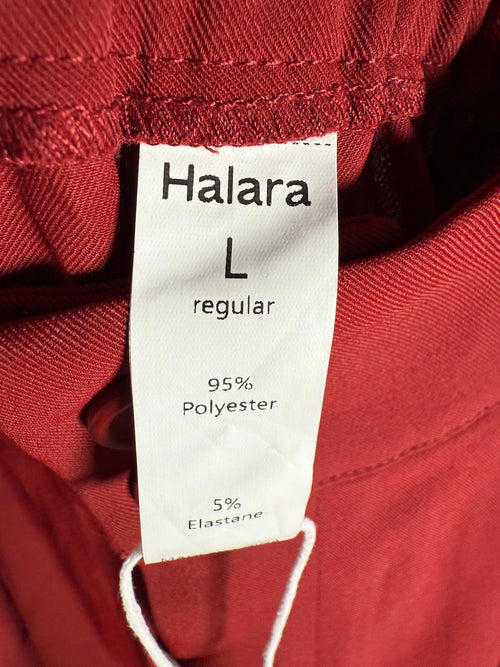 Halara
L
regular
95%
Polyester
5%
Elastane